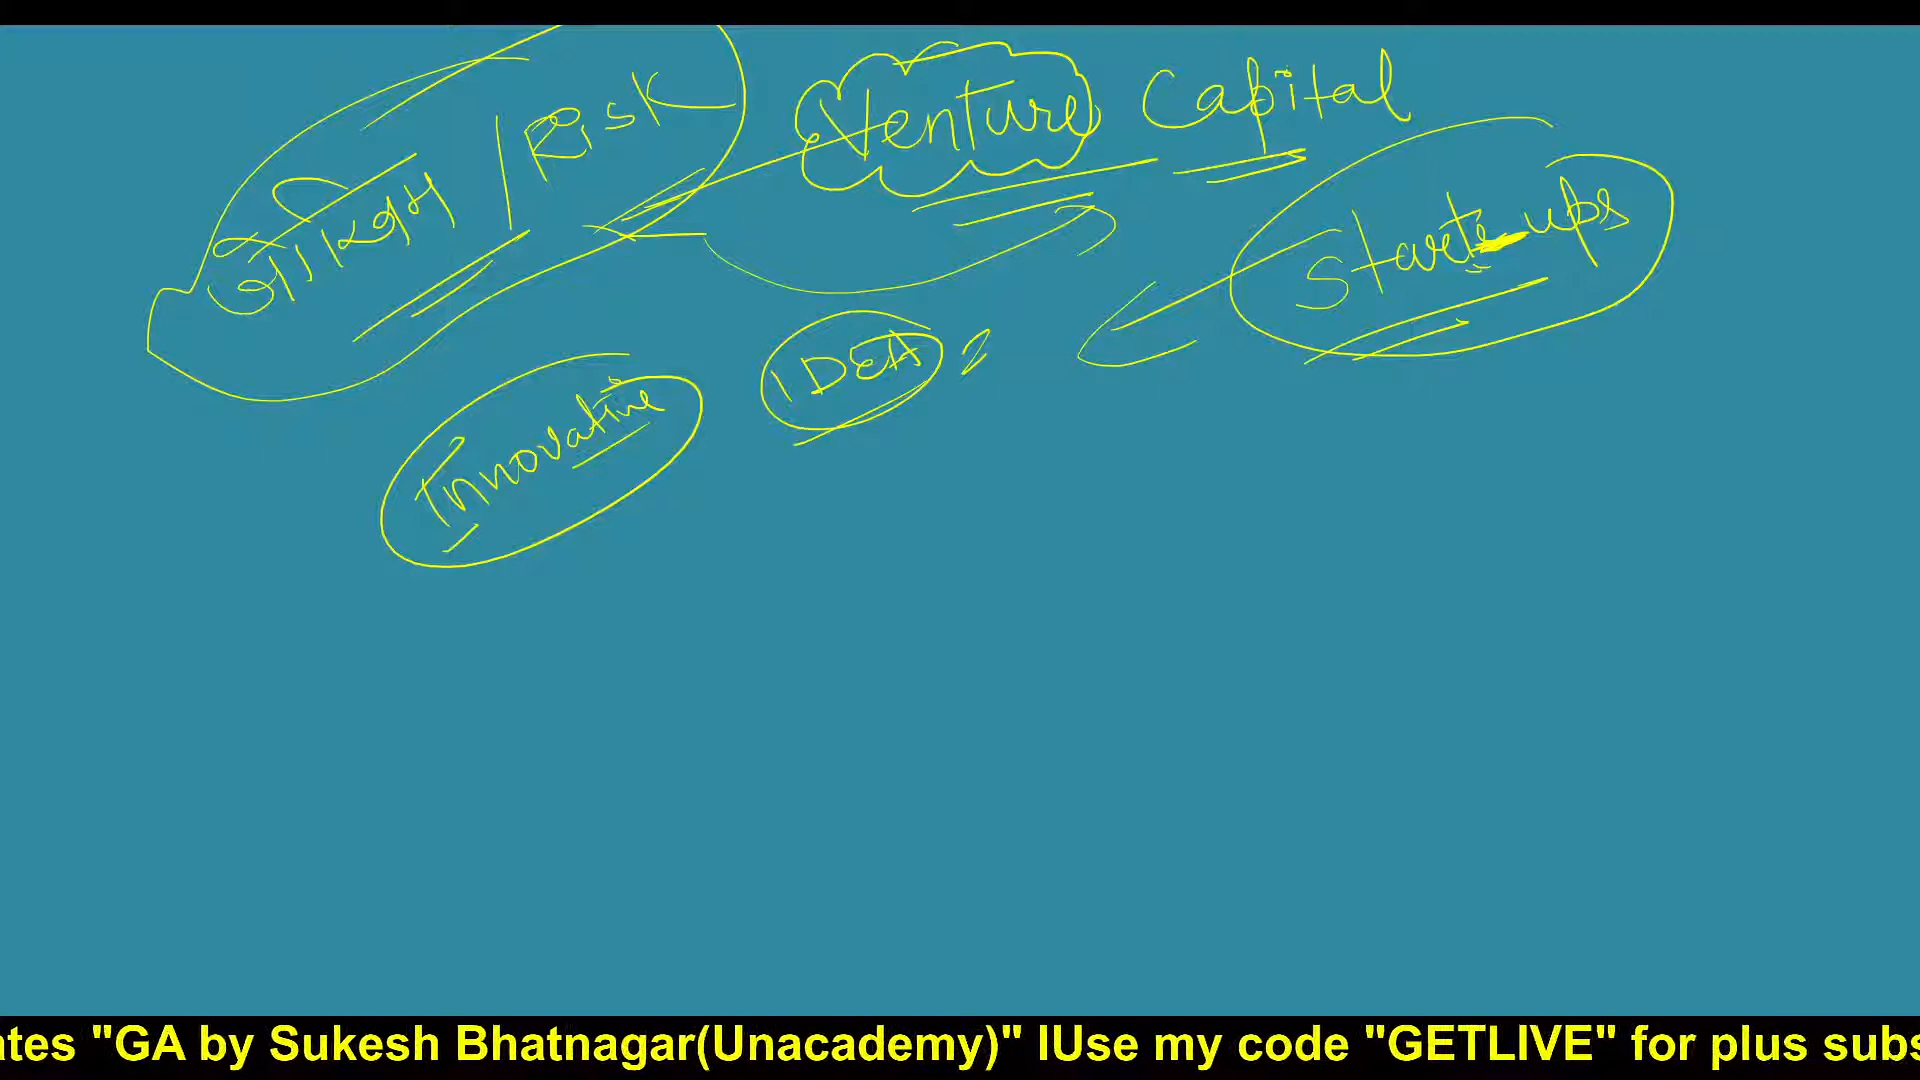 Venture Capital
जोखिम / Risk
Start-ups
IDEA
Innovative
ates "GA by Sukesh Bhatnagar(Unacademy)" IUse my code "GETLIVE" for plus subs